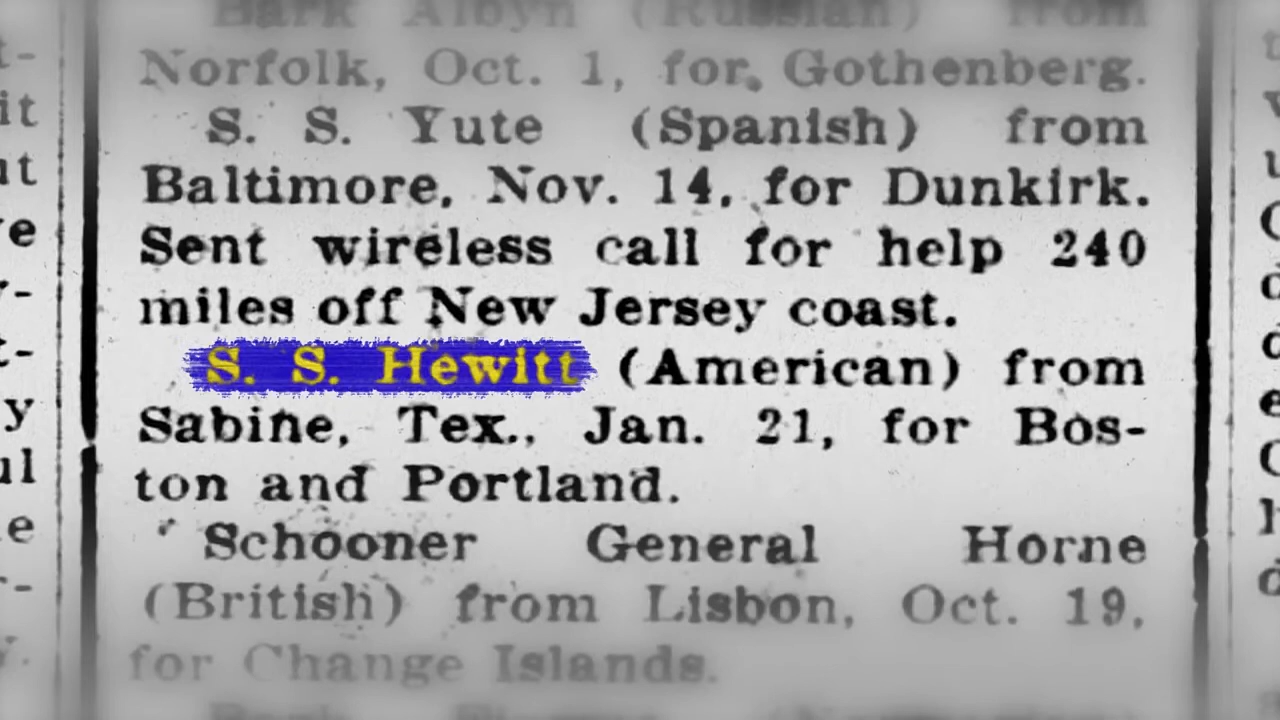 Bark Albyn (Russian) from
Norfolk, Oct. 1, for Gothenberg.
S. S. Yute (Spanish) from
Baltimore, Nov. 14, for Dunkirk.
Sent wireless call for help 240
miles off New Jersey coast.
S. S. Hewitt (American) from
Sabine, Tex., Jan. 21, for Bos-
ton and Portland.
Schooner General Horne
(British) from Lisbon, Oct. 19,
for Change Islands.